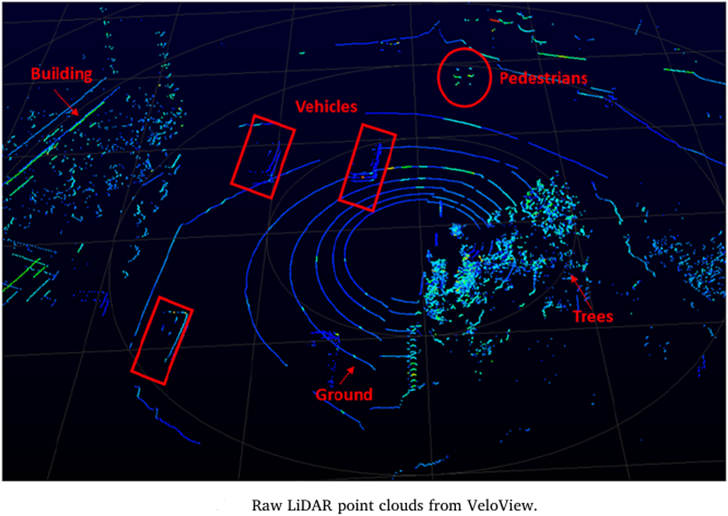 Building
Pedestrians
Vehicles
Trees
Ground
Raw LiDAR point clouds from VeloView.